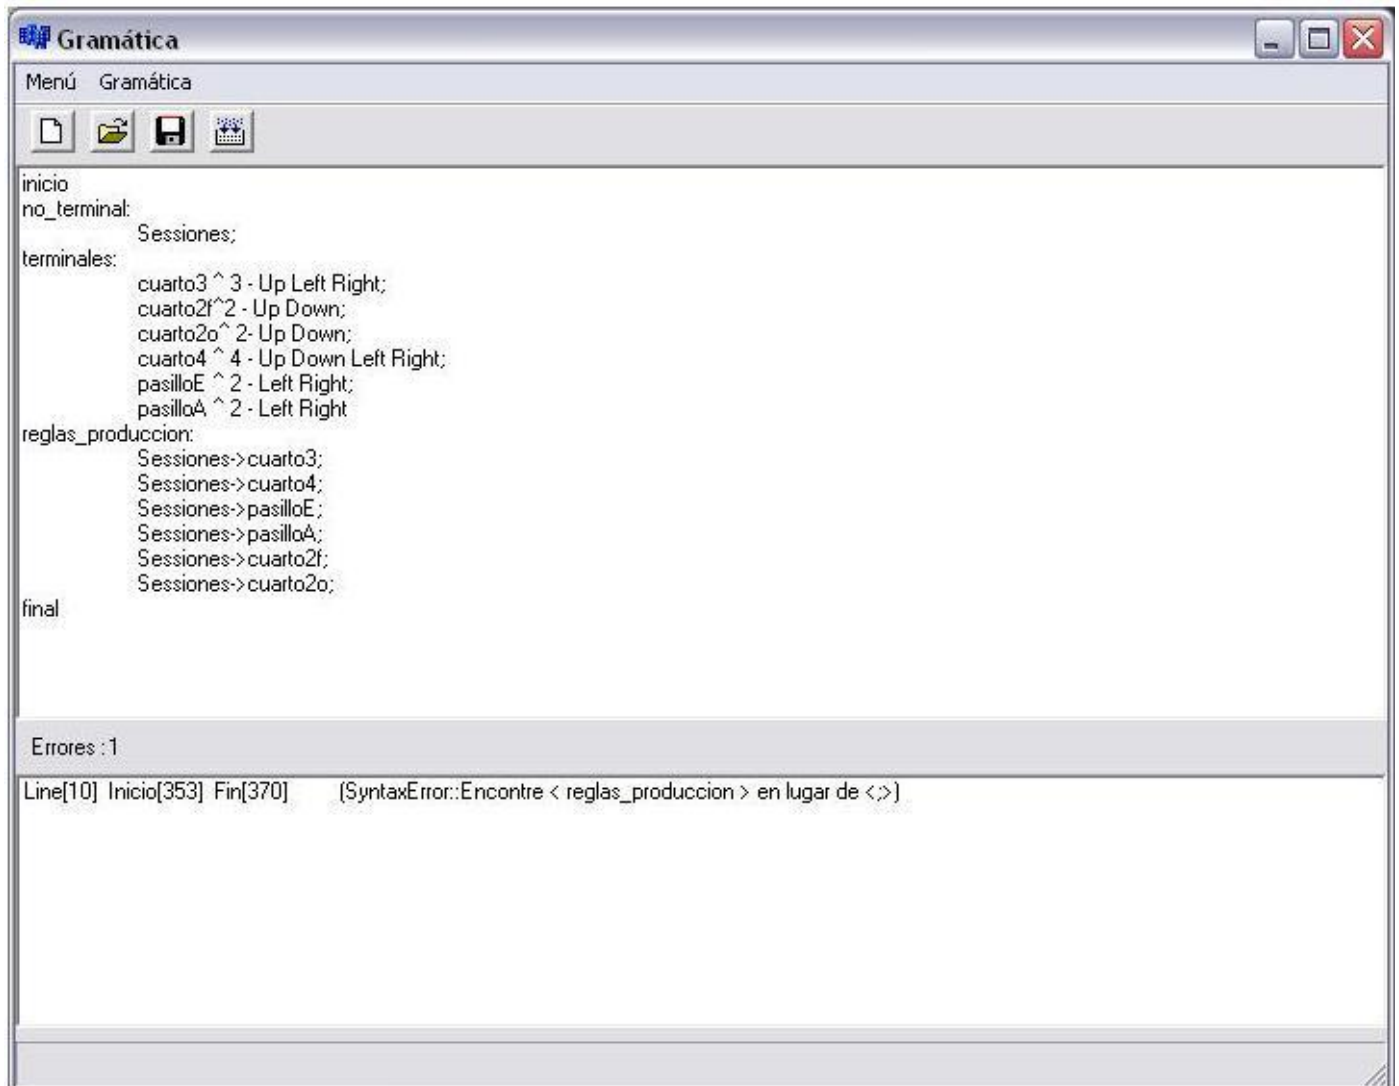 Gramática
Menú Gramática
inicio
no_terminal:
Sessiones;
terminales:
cuarto3 ^ 3 - Up Left Right;
cuarto2f^2 - Up Down;
cuarto2o^ 2- Up Down;
cuarto4 ^ 4 - Up Down Left Right;
pasilloE ^ 2 - Left Right;
pasilloA ^ 2 - Left Right
reglas_produccion:
Sessiones->cuarto3;
Sessiones->cuarto4;
Sessiones->pasilloE;
Sessiones->pasilloA;
Sessiones->cuarto2f;
Sessiones->cuarto2o;
final
Errores :1
Line[10] Inicio[353] Fin[370] (SyntaxError::Encontre < reglas_produccion > en lugar de <;>)